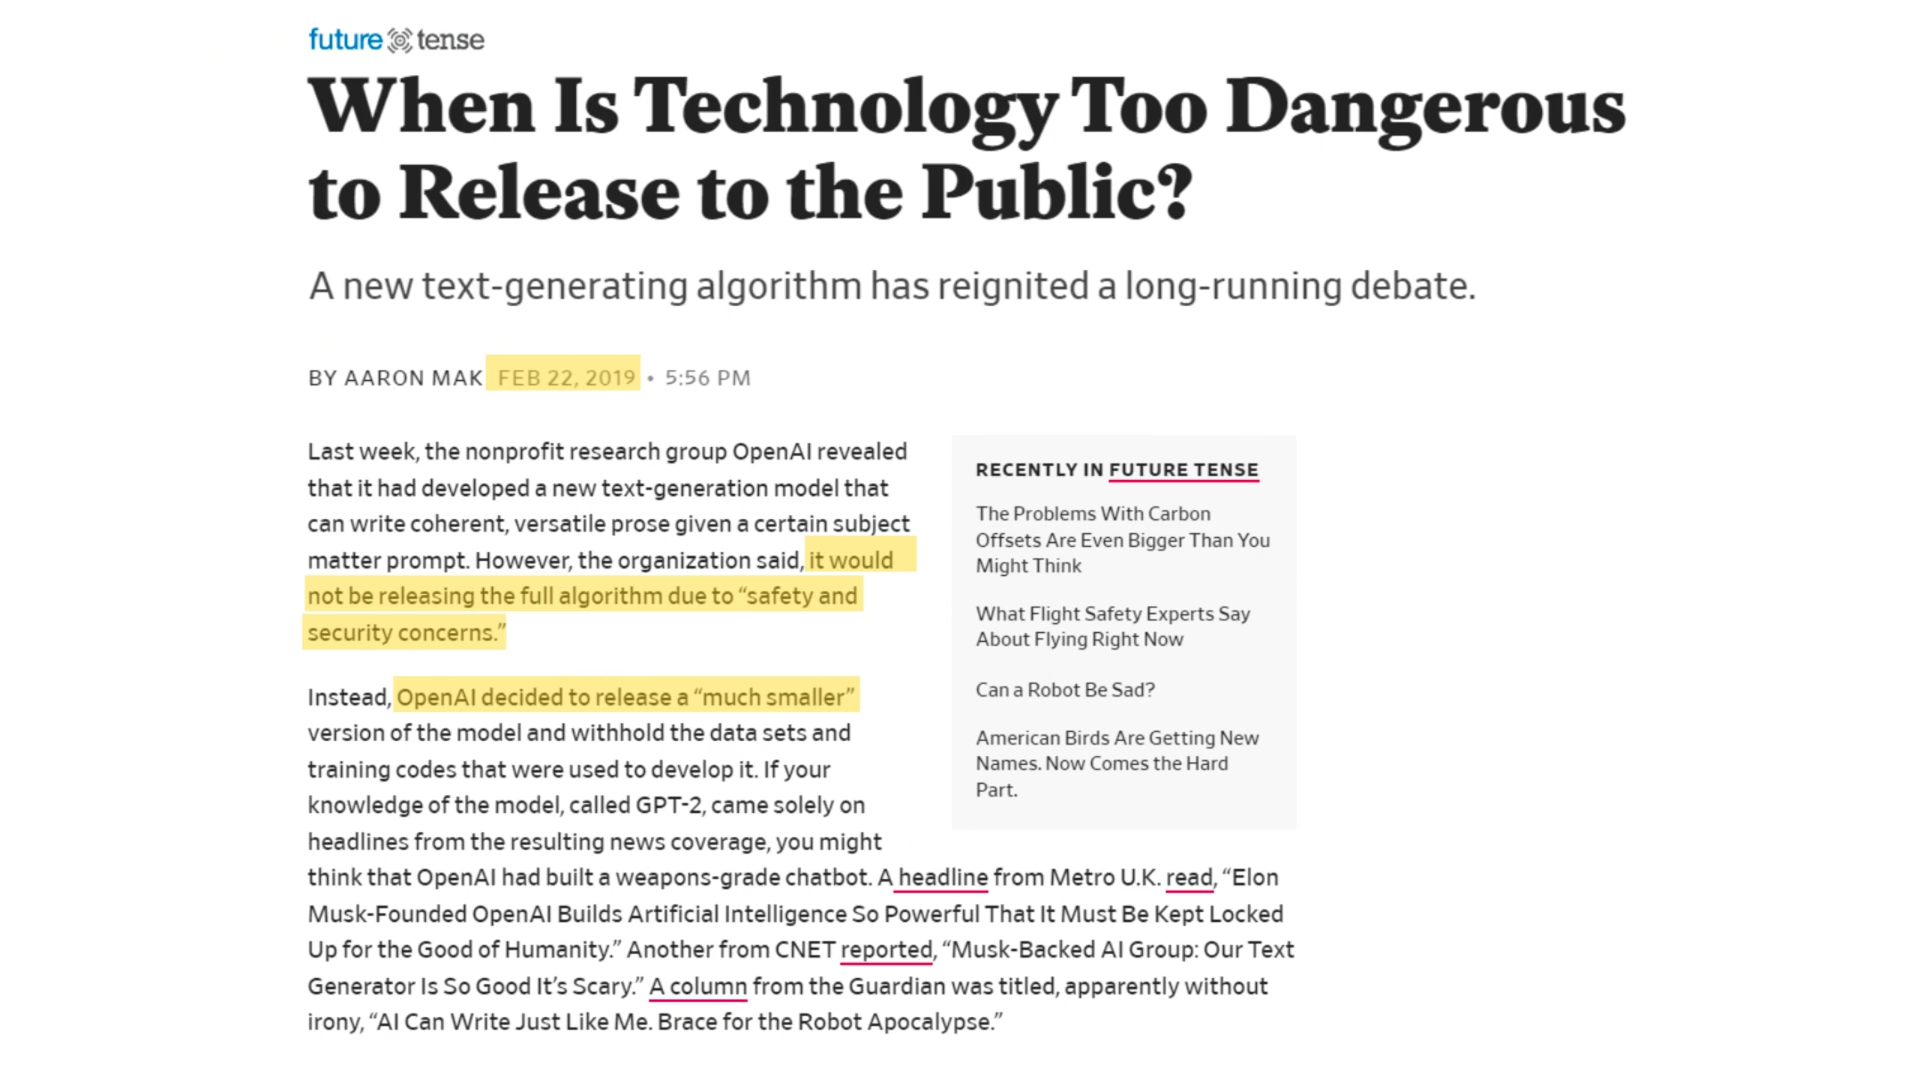 future tense
When Is Technology Too Dangerous
to Release to the Public?
A new text-generating algorithm has reignited a long-running debate.
BY AARON MAK FEB 22, 2019 • 5:56 PM
Last week, the nonprofit research group OpenAI revealed
that it had developed a new text-generation model that
can write coherent, versatile prose given a certain subject
matter prompt. However, the organization said, it would
not be releasing the full algorithm due to “safety and
security concerns.”
Instead, OpenAI decided to release a “much smaller”
version of the model and withhold the data sets and
training codes that were used to develop it. If your
knowledge of the model, called GPT-2, came solely on
headlines from the resulting news coverage, you might
think that OpenAI had built a weapons-grade chatbot. A headline from Metro U.K. read, “Elon
Musk-Founded OpenAI Builds Artificial Intelligence So Powerful That It Must Be Kept Locked
Up for the Good of Humanity.” Another from CNET reported, “Musk-Backed AI Group: Our Text
Generator Is So Good It’s Scary.” A column from the Guardian was titled, apparently without
irony, “AI Can Write Just Like Me. Brace for the Robot Apocalypse.”
RECENTLY IN FUTURE TENSE
The Problems With Carbon
Offsets Are Even Bigger Than You
Might Think
What Flight Safety Experts Say
About Flying Right Now
Can a Robot Be Sad?
American Birds Are Getting New
Names. Now Comes the Hard
Part.